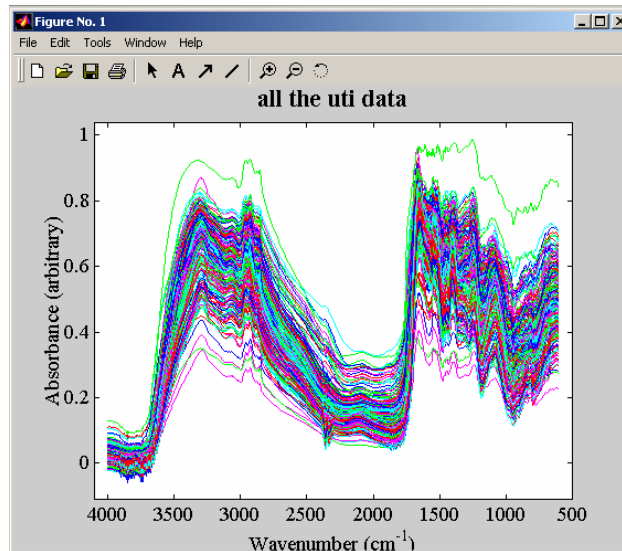 Figure No. 1
File Edit Tools Window Help
A
all the uti data
1
0.8
0.6
0.4
0.2
0
Absorbance (arbitrary)
4000 3500 3000 2500 2000 1500 1000 500
Wavenumber (cm⁻¹)